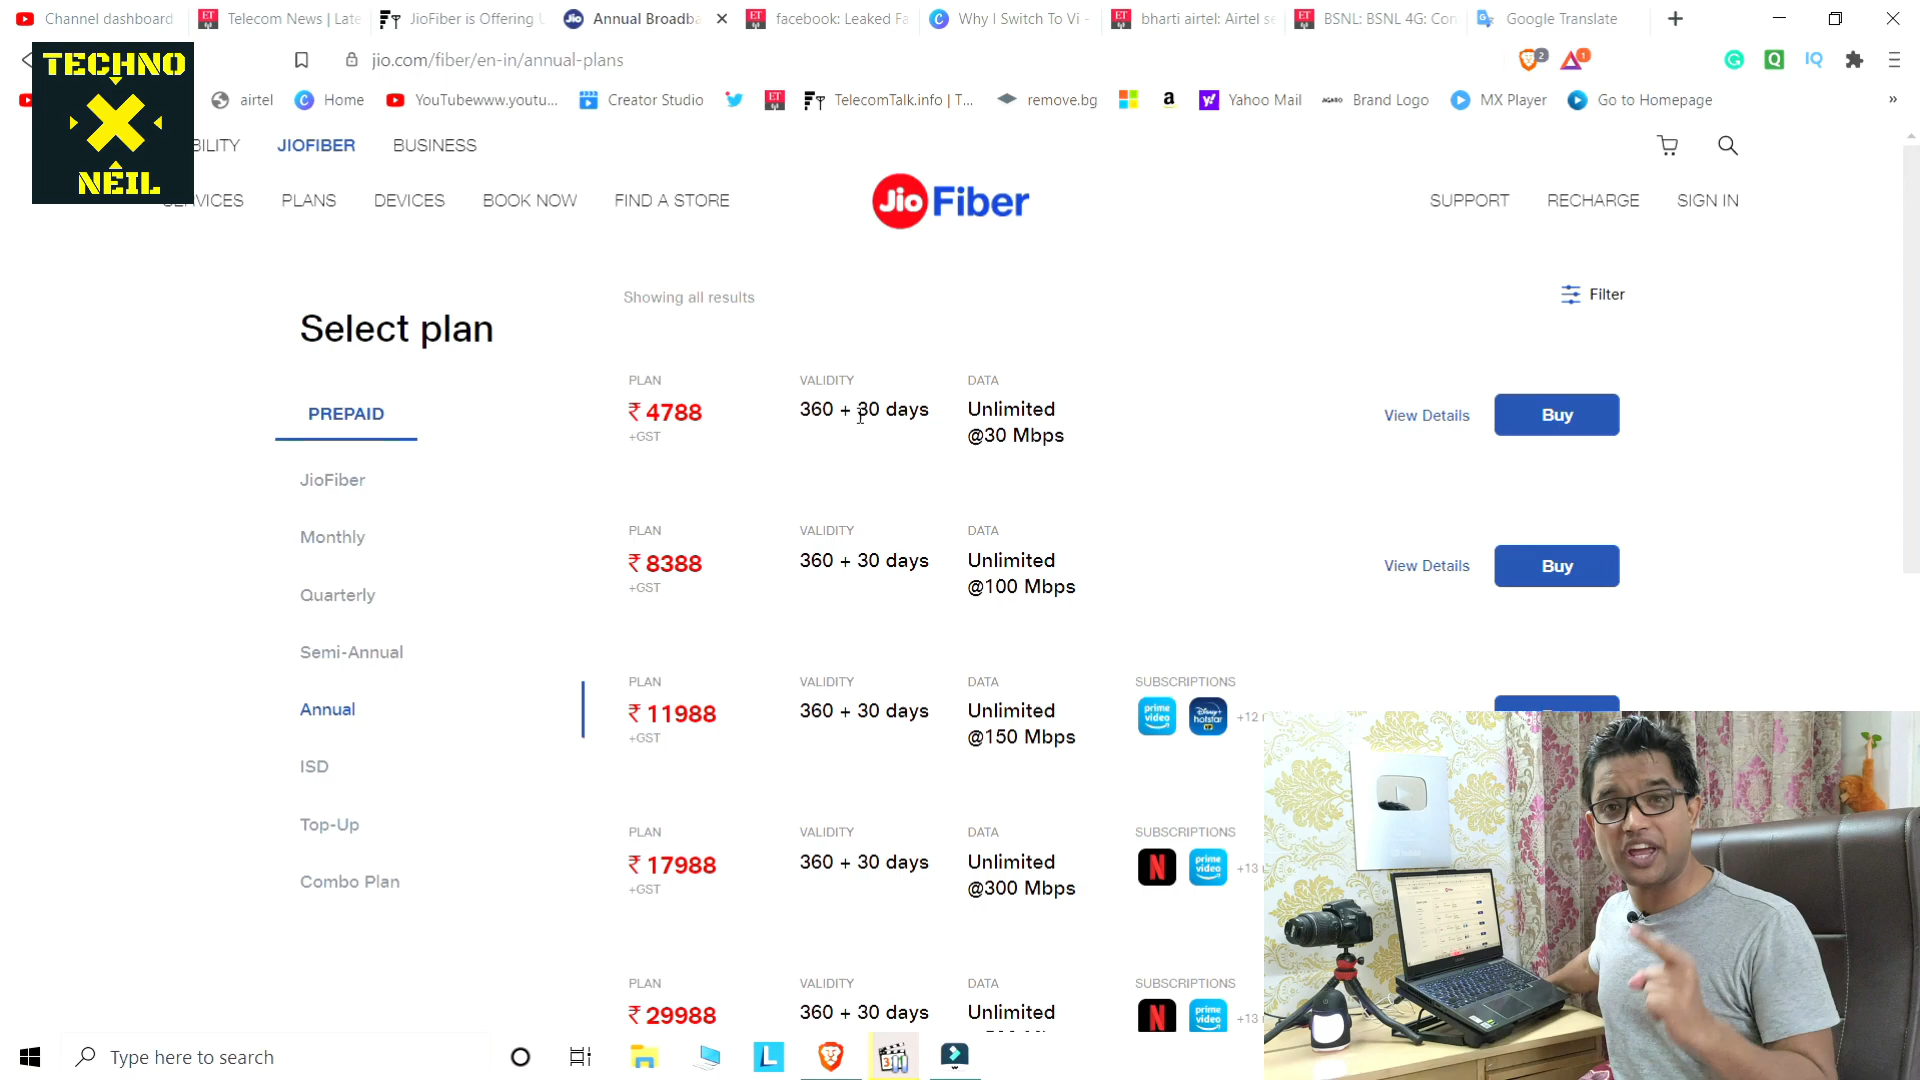 Channel dashboard
Telecom News | Late
JioFiber is Offering U
Annual Broadba
facebook: Leaked Fa
Why I Switch To Vi -
bharti airtel: Airtel se
BSNL: BSNL 4G: Con
Google Translate
jio.com/fiber/en-in/annual-plans
2
1
IQ
TECHNO
NEIL
airtel
Home
YouTubewww.youtu...
Creator Studio
TelecomTalk.info | T...
remove.bg
Yahoo Mail
Brand Logo
MX Player
Go to Homepage
»
BILITY
JIOFIBER
BUSINESS
SERVICES
PLANS
DEVICES
BOOK NOW
FIND A STORE
Jio Fiber
SUPPORT
RECHARGE
SIGN IN
Showing all results
Filter
Select plan
PREPAID
JioFiber
Monthly
Quarterly
Semi-Annual
Annual
ISD
Top-Up
Combo Plan
PLAN VALIDITY DATA
₹ 4788 360 + 30 days Unlimited
+GST @30 Mbps
View Details Buy
PLAN VALIDITY DATA
₹ 8388 360 + 30 days Unlimited
+GST @100 Mbps
View Details Buy
PLAN VALIDITY DATA SUBSCRIPTIONS
₹ 11988 360 + 30 days Unlimited prime video Disney+ hotstar +12
+GST @150 Mbps
PLAN VALIDITY DATA SUBSCRIPTIONS
₹ 17988 360 + 30 days Unlimited N prime video +13
+GST @300 Mbps
PLAN VALIDITY DATA SUBSCRIPTIONS
₹ 29988 360 + 30 days Unlimited N prime video +13
Type here to search